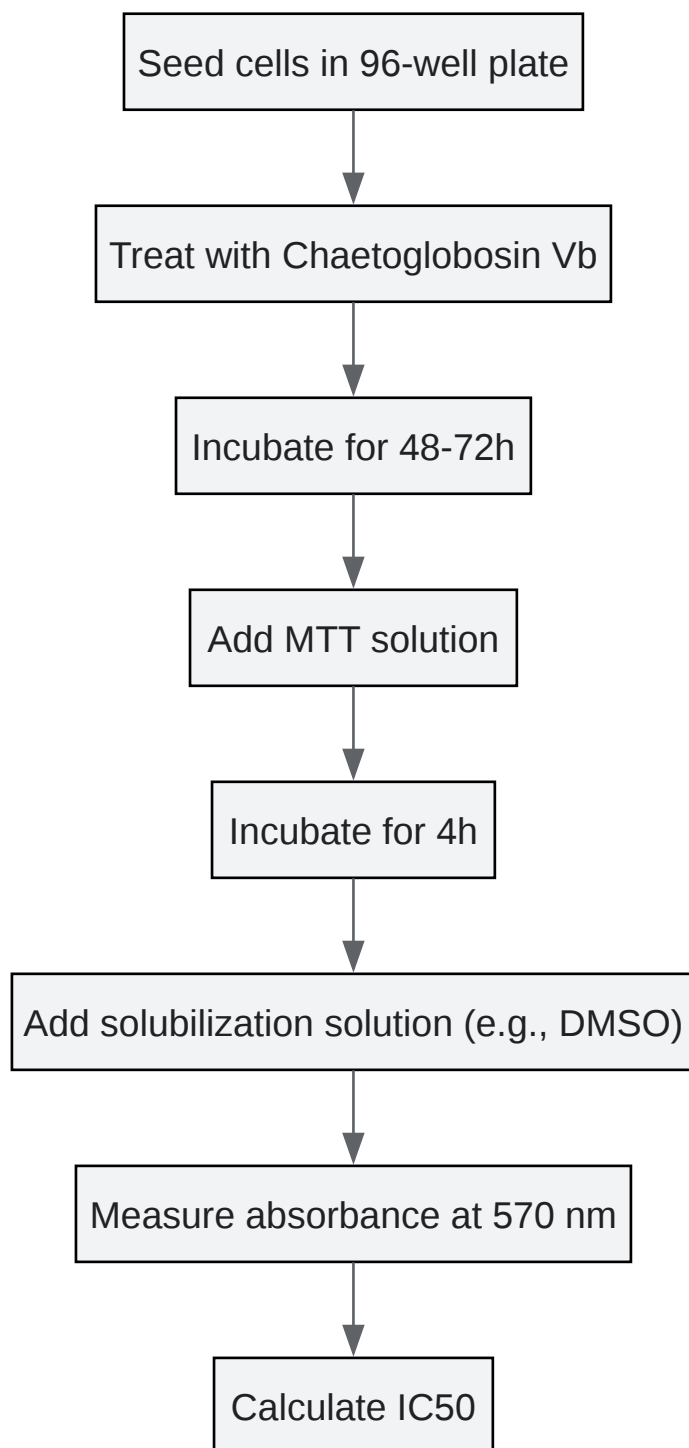 Seed cells in 96-well plate
Treat with Chaetoglobosin Vb
Incubate for 48-72h
Add MTT solution
Incubate for 4h
Add solubilization solution (e.g., DMSO)
Measure absorbance at 570 nm
Calculate IC50